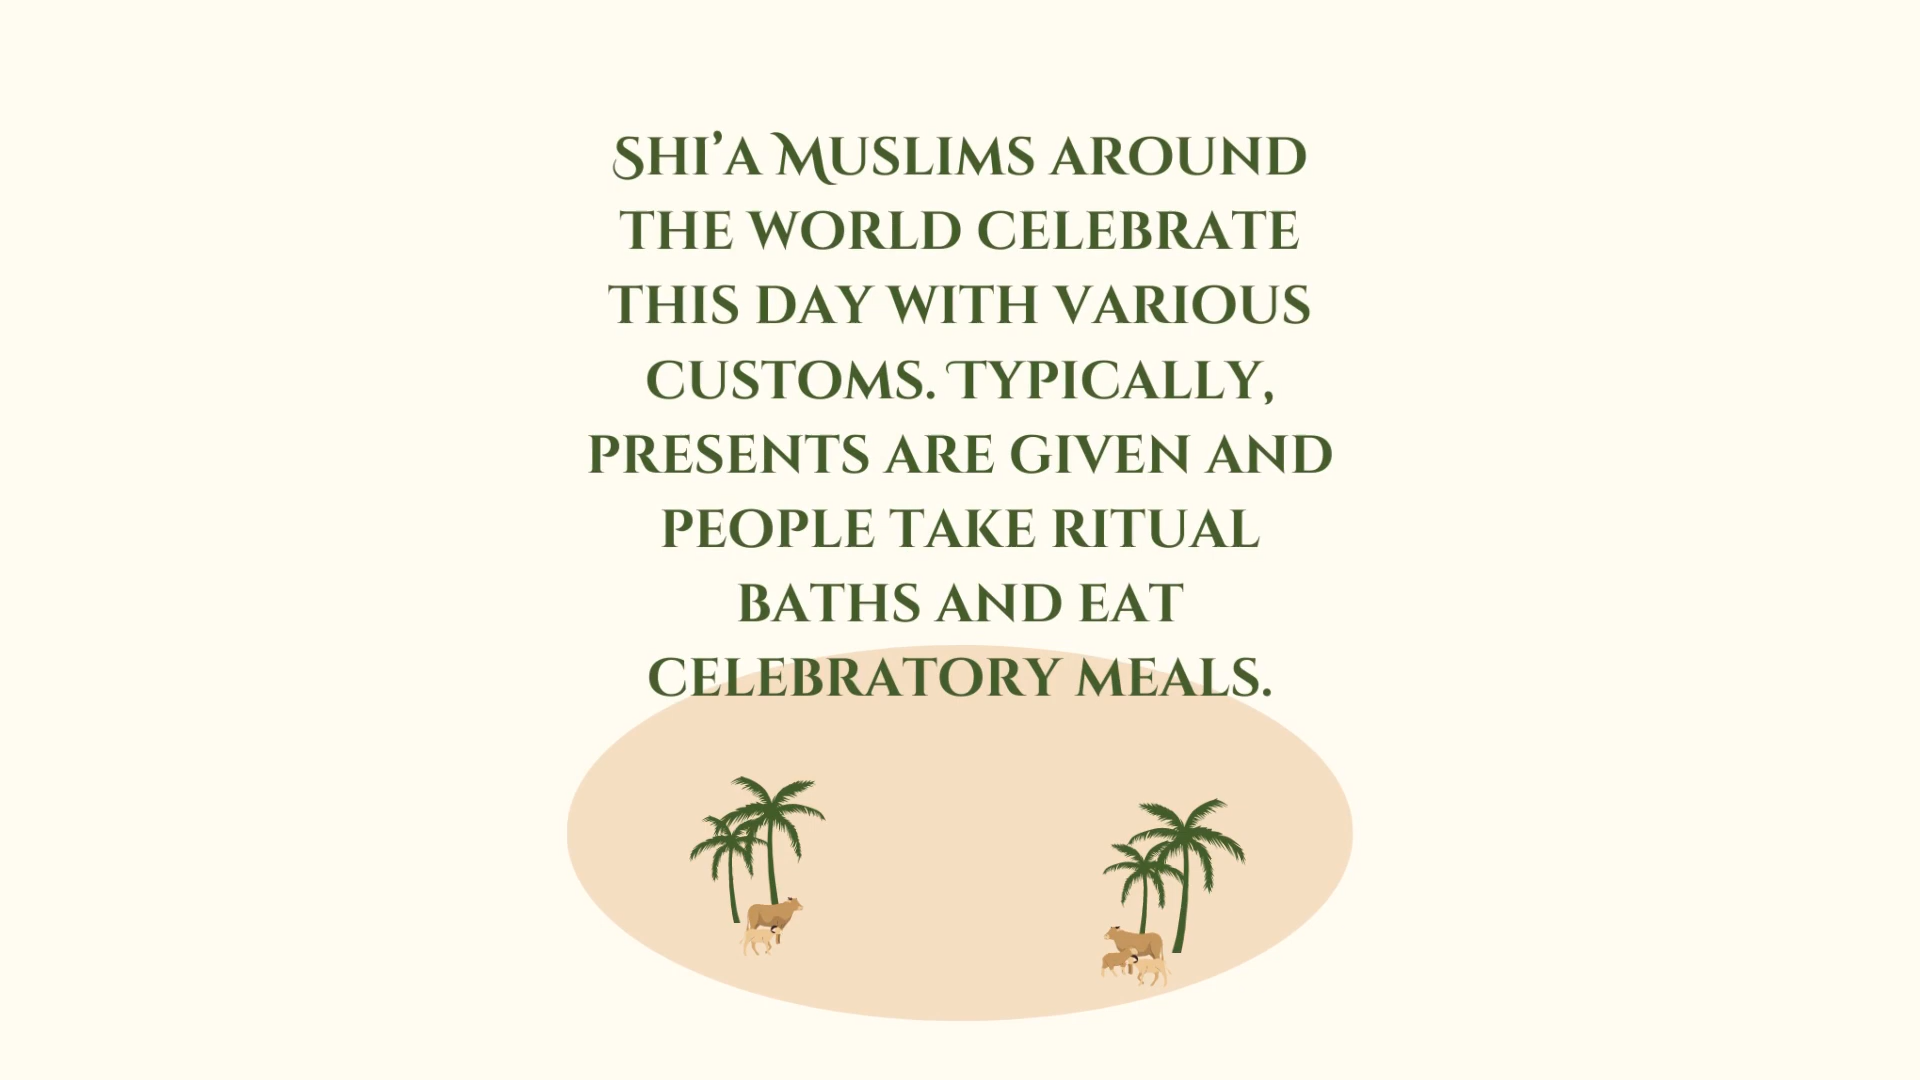 Shi’a Muslims around
the world celebrate
this day with various
customs. Typically,
presents are given and
people take ritual
baths and eat
celebratory meals.